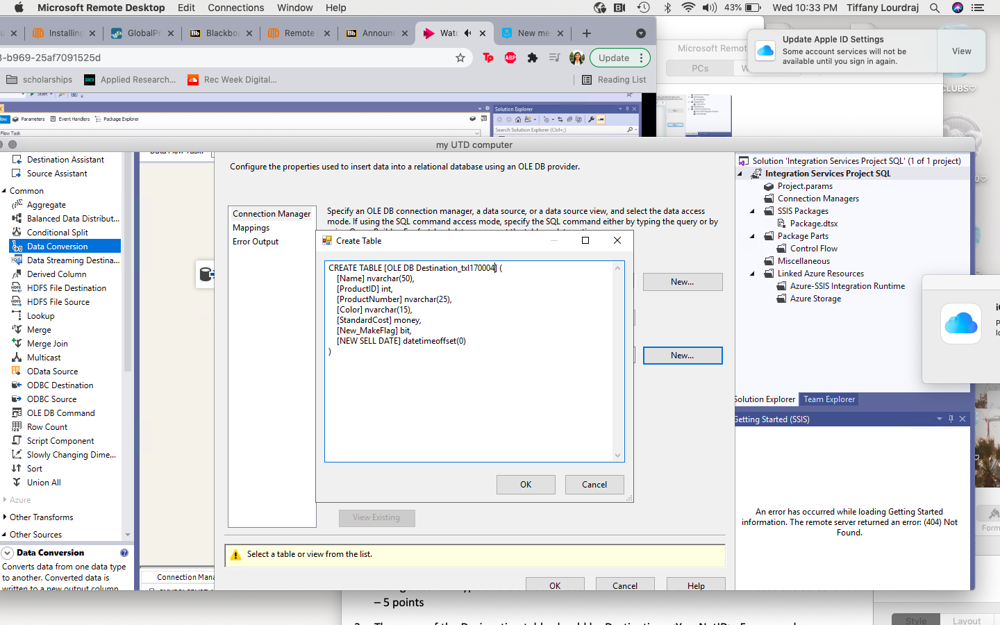 Microsoft Remote Desktop Edit Connections Window Help 43% Wed 10:33 PM Tiffany Lourdraj
Installing GlobalPr Blackboa Remote Announc Watc New me
-b969-25af7091525d
Update
scholarships Applied Research... Rec Week Digital... Reading List
Update Apple ID Settings
Some account services will not be
available until you sign in again.
View
Microsoft Remot
PCs
CLUBS♡
Start
Parameters Event Handlers Package Explorer
Flow Task
Solution Explorer
Search Solution Explorer (Ctrl+;)
my UTD computer
Destination Assistant
Source Assistant
Common
Aggregate
Balanced Data Distribut...
Conditional Split
Data Conversion
Data Streaming Destina...
Derived Column
HDFS File Destination
HDFS File Source
Lookup
Merge
Merge Join
Multicast
OData Source
ODBC Destination
ODBC Source
OLE DB Command
Row Count
Script Component
Slowly Changing Dime...
Sort
Union All
Azure
Other Transforms
Other Sources
Data Conversion
Converts data from one data type
to another. Converted data is
written to a new output column
Data Flow Task:
Connection Mana
Configure the properties used to insert data into a relational database using an OLE DB provider.
Connection Manager
Mappings
Error Output
Specify an OLE DB connection manager, a data source, or a data source view, and select the data access
mode. If using the SQL command access mode, specify the SQL command either by typing the query or by
Create Table
CREATE TABLE [OLE DB Destination_txl170004] (
[Name] nvarchar(50),
[ProductID] int,
[ProductNumber] nvarchar(25),
[Color] nvarchar(15),
[StandardCost] money,
[New_MakeFlag] bit,
[NEW SELL DATE] datetimeoffset(0)
)
OK Cancel
New...
New...
View Existing
Select a table or view from the list.
OK Cancel Help
Solution 'Integration Services Project SQL' (1 of 1 project)
Integration Services Project SQL
Project.params
Connection Managers
SSIS Packages
Package.dtsx
Package Parts
Control Flow
Miscellaneous
Linked Azure Resources
Azure-SSIS Integration Runtime
Azure Storage
Solution Explorer Team Explorer
Getting Started (SSIS)
An error has occurred while loading Getting Started
information. The remote server returned an error: (404) Not
Found.
Form
– 5 points
Style Layout